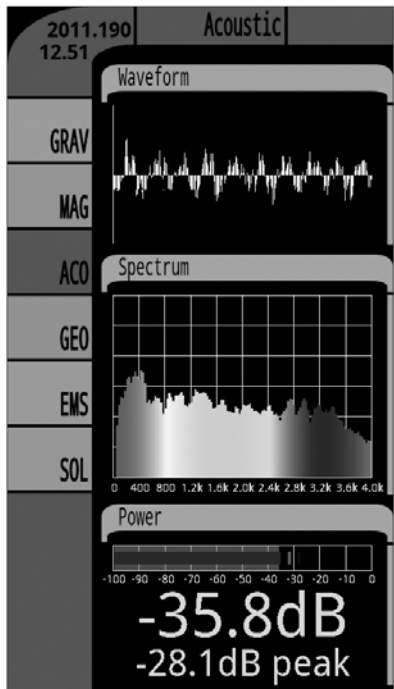 2011.190
12.51
Acoustic
Waveform
GRAV
MAG
ACO
GEO
EMS
SOL
Spectrum
0 400 800 1.2k 1.6k 2.0k 2.4k 2.8k 3.2k 3.6k 4.0k
Power
-100 -90 -80 -70 -60 -50 -40 -30 -20 -10 0
-35.8dB
-28.1dB peak